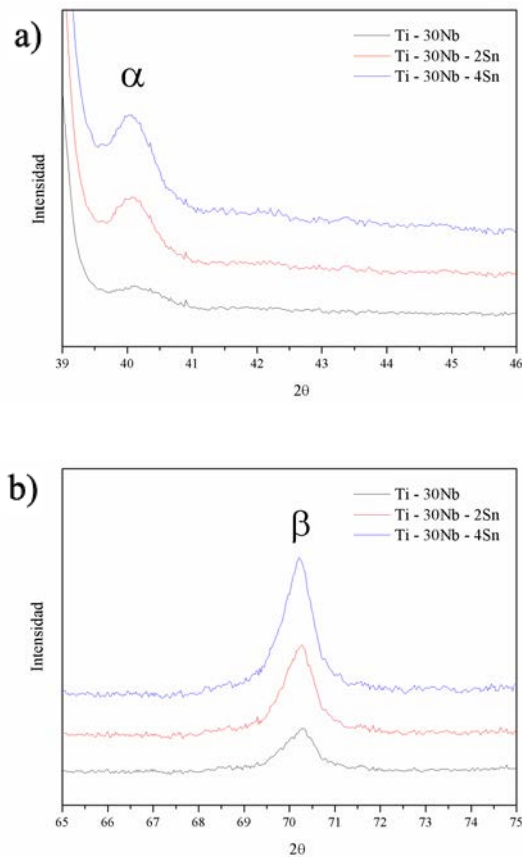 a)
α
Ti - 30Nb
Ti - 30Nb - 2Sn
Ti - 30Nb - 4Sn
Intensidad
39 40 41 42 43 44 45 46
2θ
b)
β
Ti - 30Nb
Ti - 30Nb - 2Sn
Ti - 30Nb - 4Sn
Intensidad
65 66 67 68 69 70 71 72 73 74 75
2θ